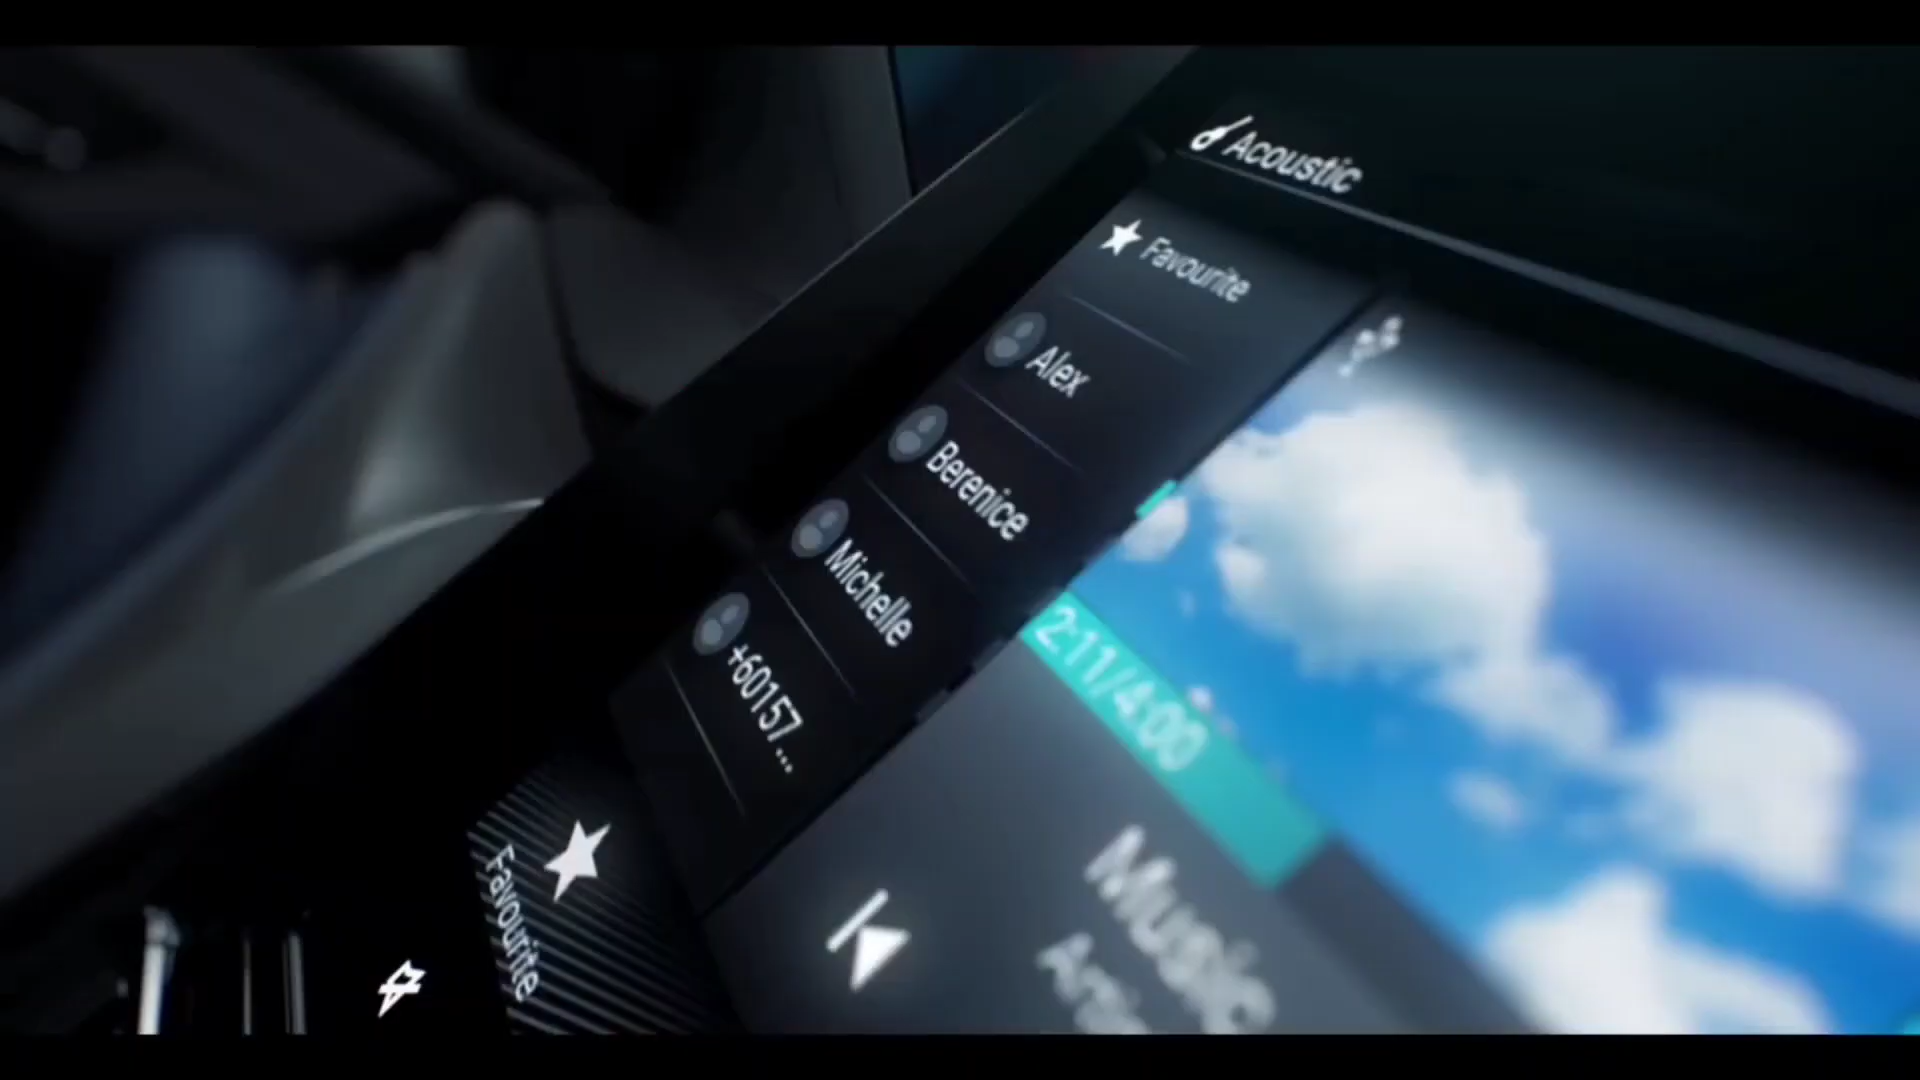 Acoustic
Favourite
Alex
Berenice
Michelle
+60157...
2:11/4:00
Music
Favourite